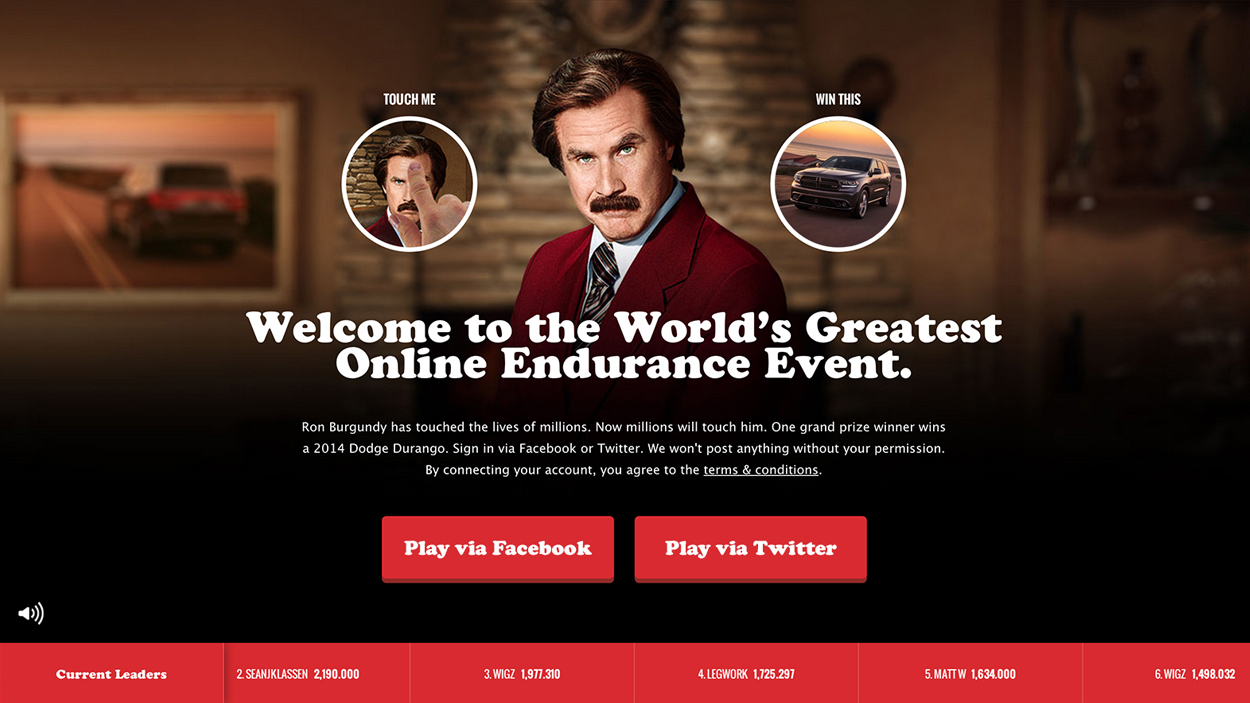 TOUCH ME
WIN THIS
Welcome to the World's Greatest
Online Endurance Event.
Ron Burgundy has touched the lives of millions. Now millions will touch him. One grand prize winner wins
a 2014 Dodge Durango. Sign in via Facebook or Twitter. We won't post anything without your permission.
By connecting your account, you agree to the terms & conditions.
Play via Facebook
Play via Twitter
Current Leaders
2. SEANJKLASSEN 2,190.000
3. WIGZ 1,977.310
4. LEGWORK 1,725.297
5. MATT W 1,634.000
6. WIGZ 1,498.032